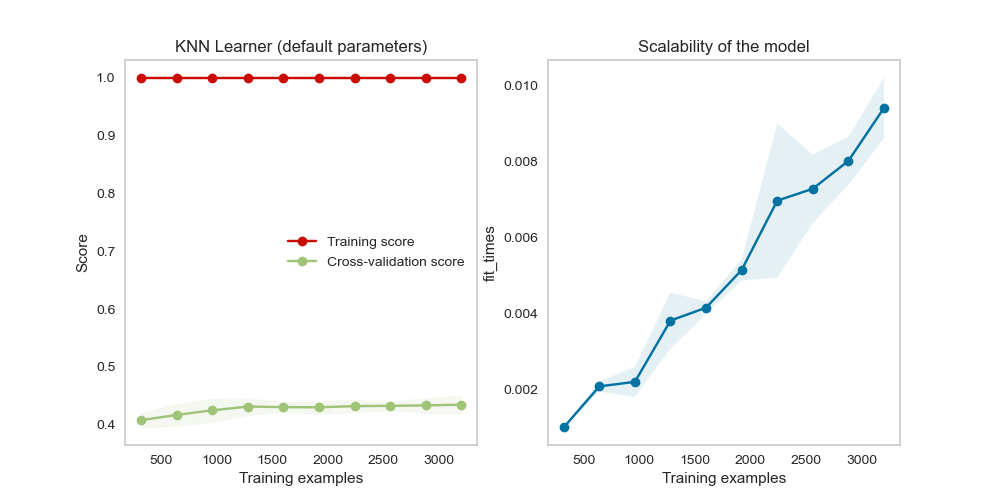 KNN Learner (default parameters)
1.0
0.9
0.8
0.7
0.6
0.5
0.4
Score
Training score
Cross-validation score
500 1000 1500 2000 2500 3000
Training examples
Scalability of the model
0.010
0.008
0.006
0.004
0.002
fit_times
500 1000 1500 2000 2500 3000
Training examples